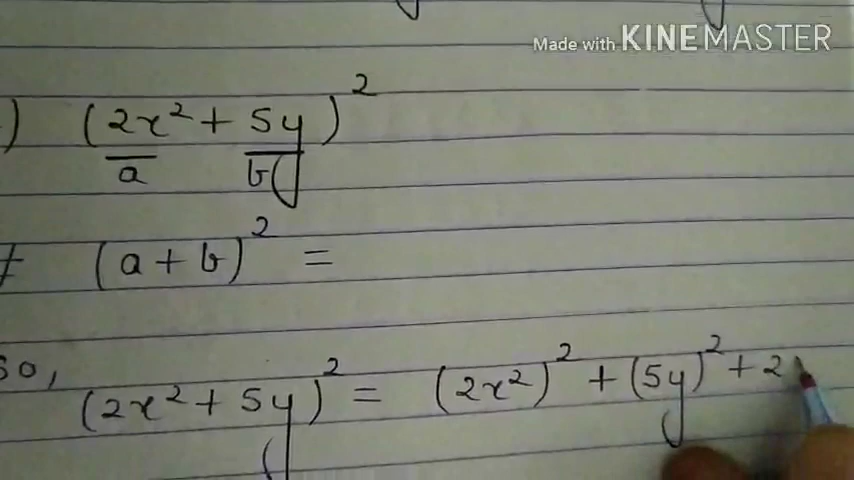 Made with KINEMASTER
) (2x² + 5y)²
a b
# (a + b)² =
So,
(2x² + 5y)² = (2x²)² + (5y)² + 2